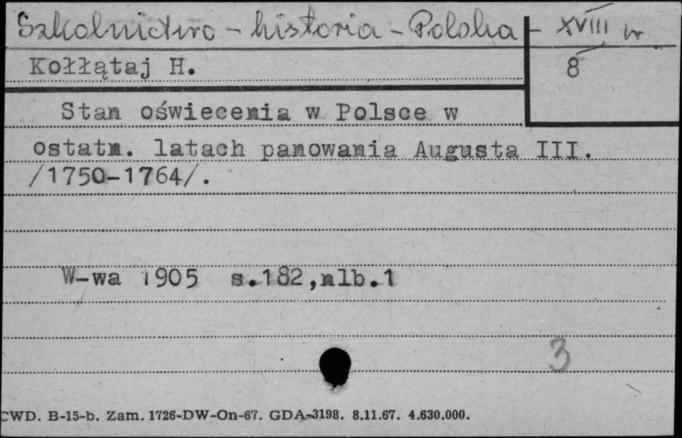 Szkolnictwo - historia - Polska - XVIII w
Kołłątaj H.
8
Stan oświecenia w Polsce w
ostatn. latach panowania Augusta III.
/1750-1764/.
W-wa 1905 s.182,nlb.1
3
CWD. B-15-b. Zam. 1726-DW-On-67. GDA-3198. 8.11.67. 4.630.000.